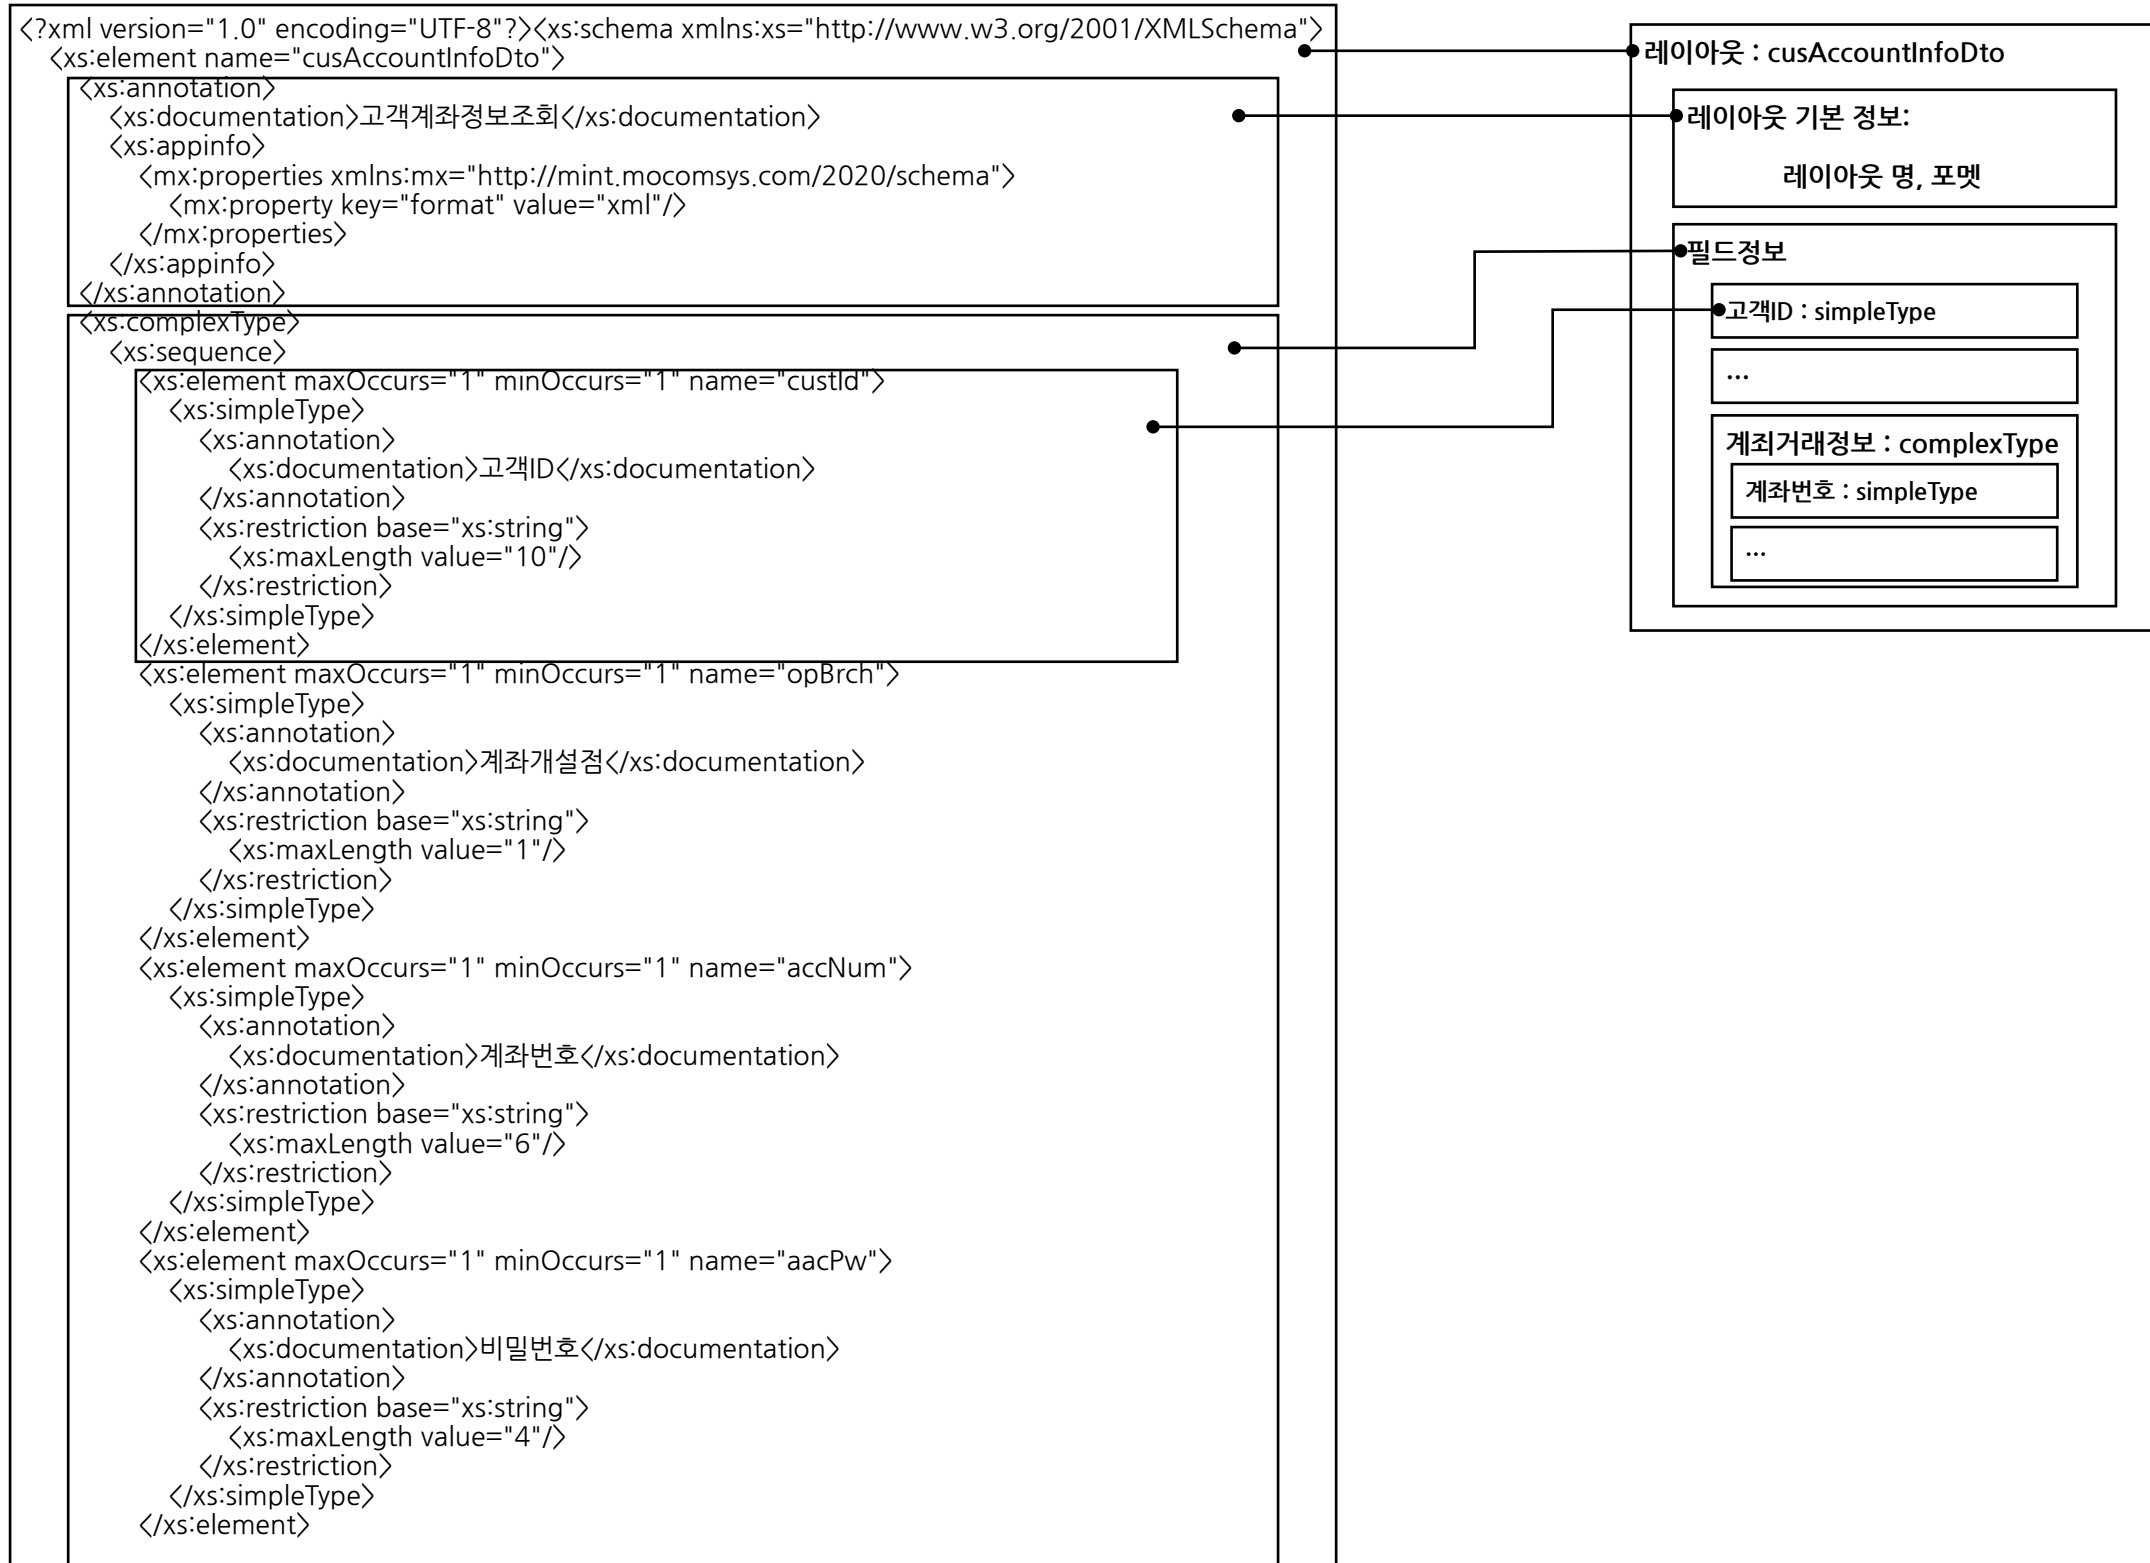 <?xml version="1.0" encoding="UTF-8"?><xs:schema xmlns:xs="http://www.w3.org/2001/XMLSchema">
<xs:element name="cusAccountInfoDto">
<xs:annotation>
<xs:documentation>고객계좌정보조회</xs:documentation>
<xs:appinfo>
<mx:properties xmlns:mx="http://mint.mocomsys.com/2020/schema">
<mx:property key="format" value="xml"/>
</mx:properties>
</xs:appinfo>
</xs:annotation>
<xs:complexType>
<xs:sequence>
<xs:element maxOccurs="1" minOccurs="1" name="custId">
<xs:simpleType>
<xs:annotation>
<xs:documentation>고객ID</xs:documentation>
</xs:annotation>
<xs:restriction base="xs:string">
<xs:maxLength value="10"/>
</xs:restriction>
</xs:simpleType>
</xs:element>
<xs:element maxOccurs="1" minOccurs="1" name="opBrch">
<xs:simpleType>
<xs:annotation>
<xs:documentation>계좌개설점</xs:documentation>
</xs:annotation>
<xs:restriction base="xs:string">
<xs:maxLength value="1"/>
</xs:restriction>
</xs:simpleType>
</xs:element>
<xs:element maxOccurs="1" minOccurs="1" name="accNum">
<xs:simpleType>
<xs:annotation>
<xs:documentation>계좌번호</xs:documentation>
</xs:annotation>
<xs:restriction base="xs:string">
<xs:maxLength value="6"/>
</xs:restriction>
</xs:simpleType>
</xs:element>
<xs:element maxOccurs="1" minOccurs="1" name="aacPw">
<xs:simpleType>
<xs:annotation>
<xs:documentation>비밀번호</xs:documentation>
</xs:annotation>
<xs:restriction base="xs:string">
<xs:maxLength value="4"/>
</xs:restriction>
</xs:simpleType>
</xs:element>
레이아웃 : cusAccountInfoDto
레이아웃 기본 정보:
레이아웃 명, 포멧
필드정보
고객ID : simpleType
...
계죄거래정보 : complexType
계좌번호 : simpleType
...